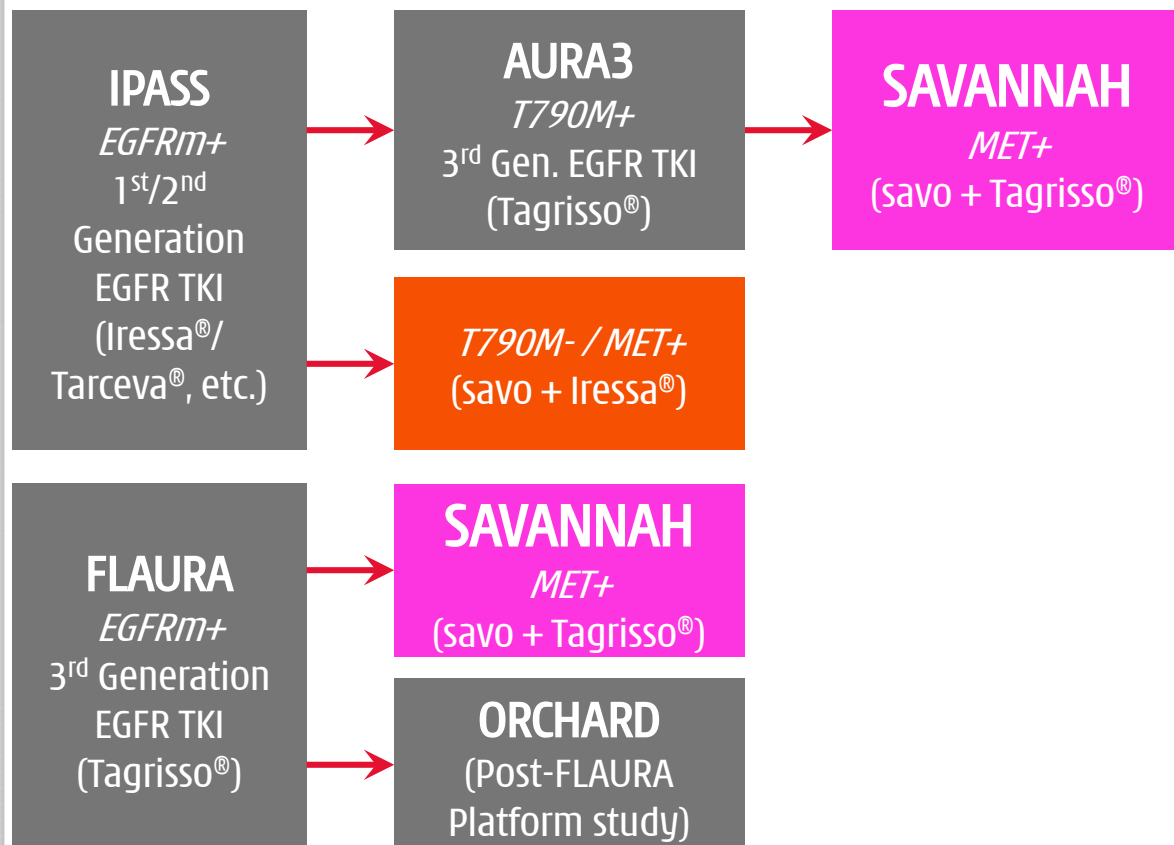 IPASS
EGFRm+
1st/2nd
Generation
EGFR TKI
(Iressa®/
Tarceva®, etc.)
AURA3
T790M+
3rd Gen. EGFR TKI
(Tagrisso®)
SAVANNAH
MET+
(savo + Tagrisso®)
T790M- / MET+
(savo + Iressa®)
FLAURA
EGFRm+
3rd Generation
EGFR TKI
(Tagrisso®)
SAVANNAH
MET+
(savo + Tagrisso®)
ORCHARD
(Post-FLAURA
Platform study)